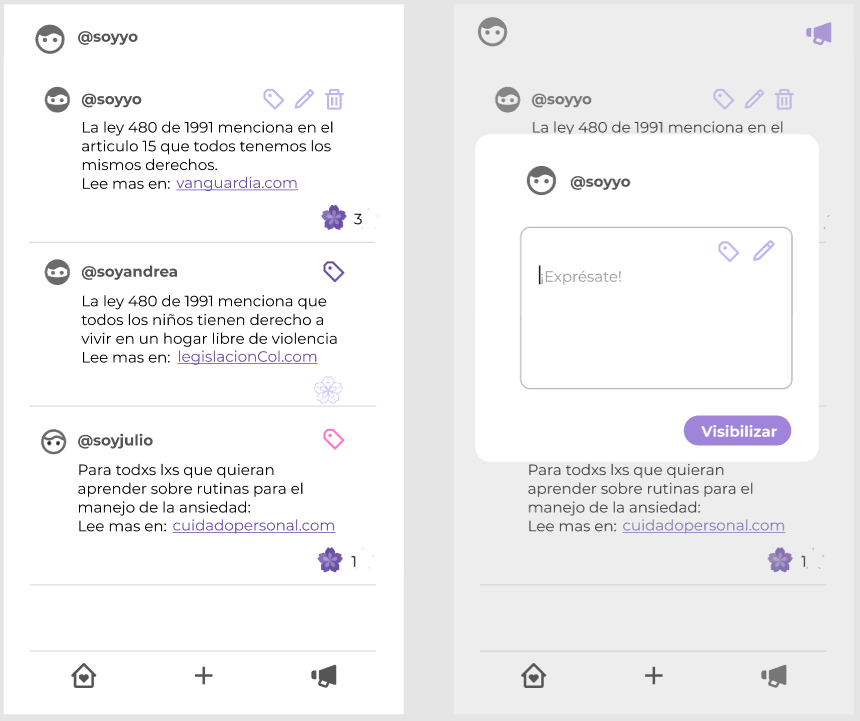 @soyyo
@soyyo
La ley 480 de 1991 menciona en el
articulo 15 que todos tenemos los
mismos derechos.
Lee mas en: vanguardia.com
3
@soyandrea
La ley 480 de 1991 menciona que
todos los niños tienen derecho a
vivir en un hogar libre de violencia
Lee mas en: legislacionCol.com
@soyjulio
Para todxs lxs que quieran
aprender sobre rutinas para el
manejo de la ansiedad:
Lee mas en: cuidadopersonal.com
1
@soyyo
La ley 480 de 1991 menciona en el
@soyyo
¡Exprésate!
Visibilizar
Para todxs lxs que quieran
aprender sobre rutinas para el
manejo de la ansiedad:
Lee mas en: cuidadopersonal.com
1